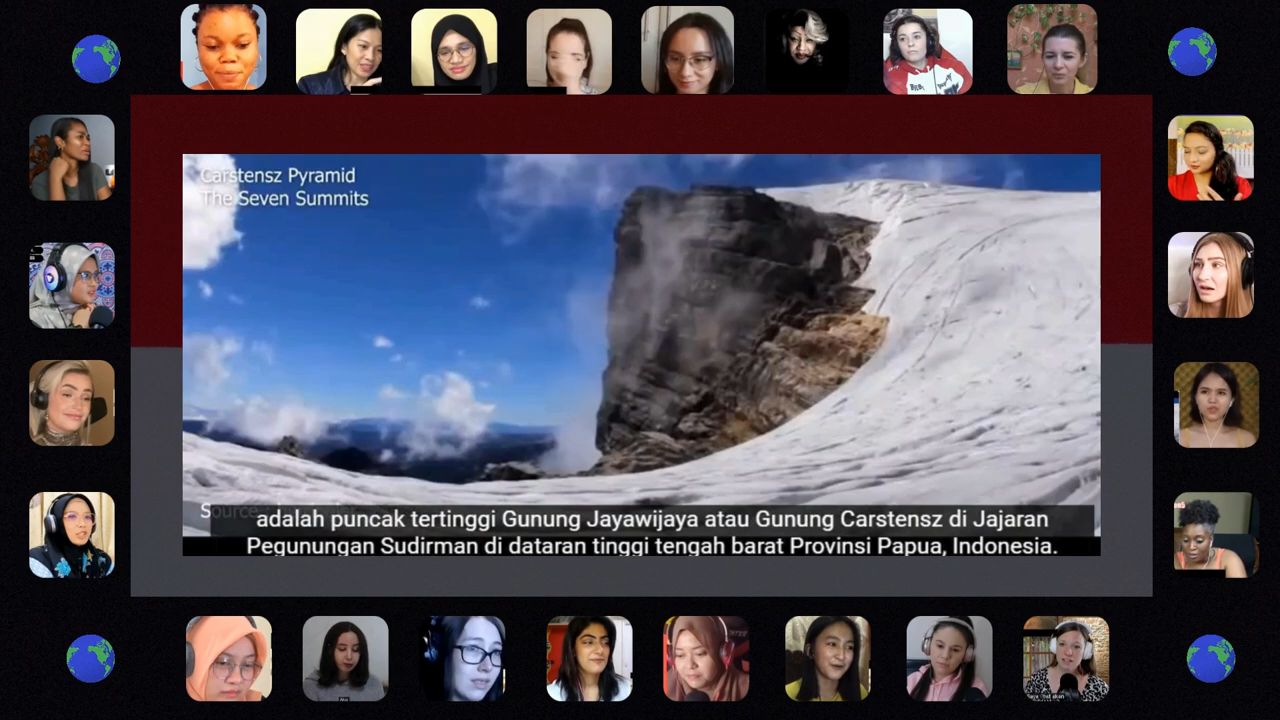 Carstensz Pyramid
The Seven Summits
Source
adalah puncak tertinggi Gunung Jayawijaya atau Gunung Carstensz di Jajaran
Pegunungan Sudirman di dataran tinggi tengah barat Provinsi Papua, Indonesia.